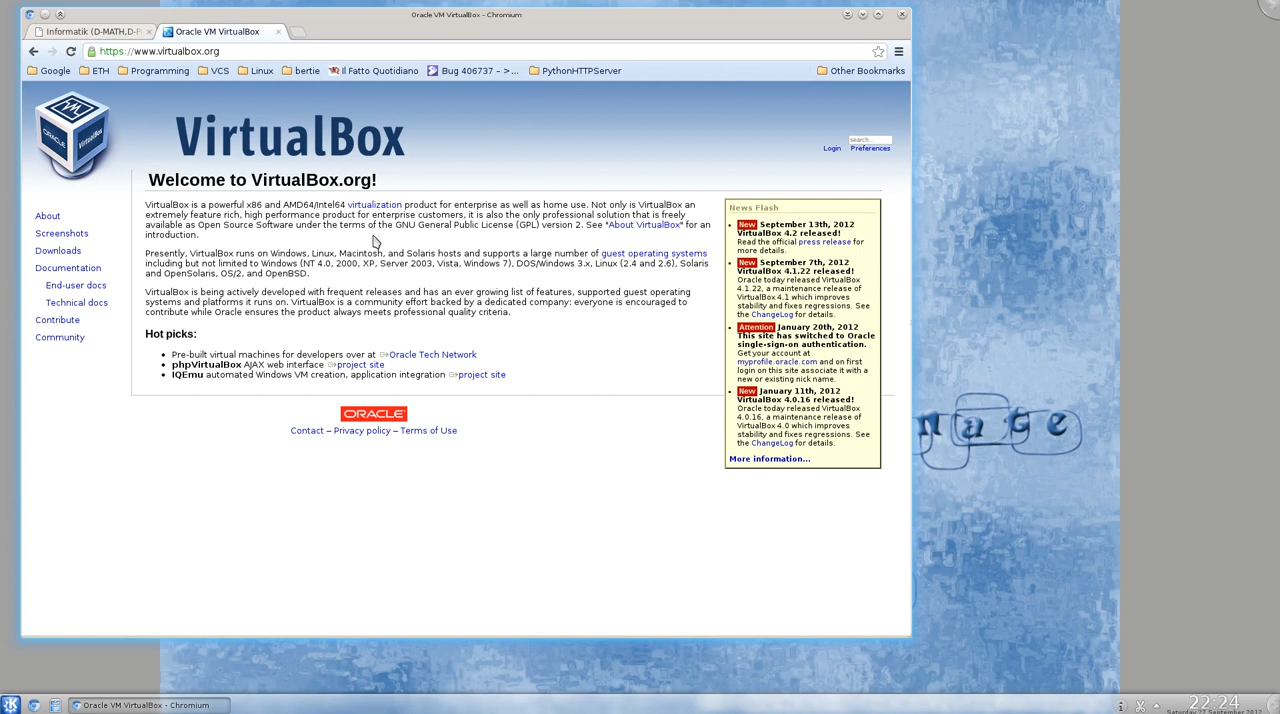 Oracle VM VirtualBox - Chromium
Informatik (D-MATH,D-P
Oracle VM VirtualBox
https://www.virtualbox.org
Google
ETH
Programming
VCS
Linux
bertie
Il Fatto Quotidiano
Bug 406737 – >...
PythonHTTPServer
Other Bookmarks
ORACLE
VirtualBox
VirtualBox
search...
Login
Preferences
Welcome to VirtualBox.org!
About
Screenshots
Downloads
Documentation
End-user docs
Technical docs
Contribute
Community
VirtualBox is a powerful x86 and AMD64/Intel64 virtualization product for enterprise as well as home use. Not only is VirtualBox an
extremely feature rich, high performance product for enterprise customers, it is also the only professional solution that is freely
available as Open Source Software under the terms of the GNU General Public License (GPL) version 2. See "About VirtualBox" for an
introduction.
Presently, VirtualBox runs on Windows, Linux, Macintosh, and Solaris hosts and supports a large number of guest operating systems
including but not limited to Windows (NT 4.0, 2000, XP, Server 2003, Vista, Windows 7), DOS/Windows 3.x, Linux (2.4 and 2.6), Solaris
and OpenSolaris, OS/2, and OpenBSD.
VirtualBox is being actively developed with frequent releases and has an ever growing list of features, supported guest operating
systems and platforms it runs on. VirtualBox is a community effort backed by a dedicated company: everyone is encouraged to
contribute while Oracle ensures the product always meets professional quality criteria.
Hot picks:
Pre-built virtual machines for developers over at Oracle Tech Network
phpVirtualBox AJAX web interface project site
IQEmu automated Windows VM creation, application integration project site
ORACLE
Contact – Privacy policy – Terms of Use
News Flash
New September 13th, 2012
VirtualBox 4.2 released!
Read the official press release for
more details.
New September 7th, 2012
VirtualBox 4.1.22 released!
Oracle today released VirtualBox
4.1.22, a maintenance release of
VirtualBox 4.1 which improves
stability and fixes regressions. See
the ChangeLog for details.
Attention January 20th, 2012
This site has switched to Oracle
single-sign-on authentication.
Get your account at
myprofile.oracle.com and on first
login on this site associate it with a
new or existing nick name.
New January 11th, 2012
VirtualBox 4.0.16 released!
Oracle today released VirtualBox
4.0.16, a maintenance release of
VirtualBox 4.0 which improves
stability and fixes regressions. See
the ChangeLog for details.
More information...
Oracle VM VirtualBox - Chromium
22:24
September 2012